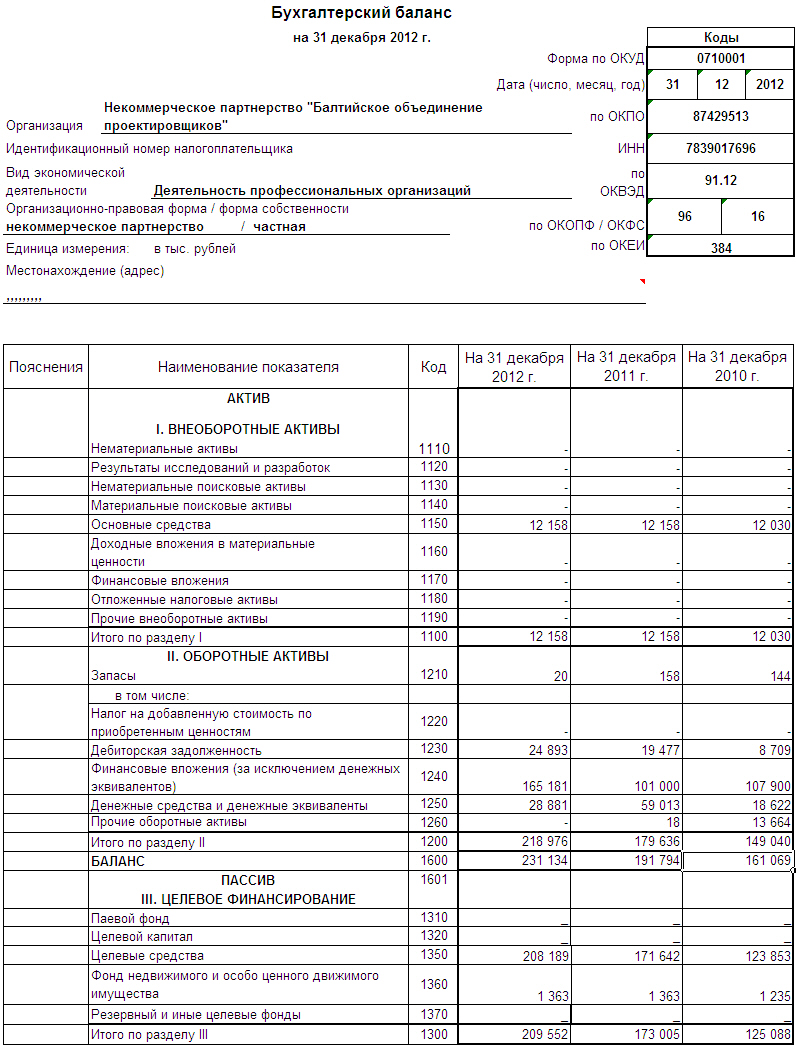 Бухгалтерский баланс
на 31 декабря 2012 г.
Коды
Форма по ОКУД 0710001
Дата (число, месяц, год) 31 12 2012
Организация Некоммерческое партнерство "Балтийское объединение
проектировщиков" по ОКПО 87429513
Идентификационный номер налогоплательщика ИНН 7839017696
Вид экономической
деятельности Деятельность профессиональных организаций по
ОКВЭД 91.12
Организационно-правовая форма / форма собственности
некоммерческое партнерство / частная по ОКОПФ / ОКФС 96 16
Единица измерения: в тыс. рублей по ОКЕИ 384
Местонахождение (адрес)
,,,,,,,,,
Пояснения Наименование показателя Код На 31 декабря 2012 г. На 31 декабря 2011 г. На 31 декабря 2010 г.
АКТИВ
I. ВНЕОБОРОТНЫЕ АКТИВЫ
Нематериальные активы 1110 - - -
Результаты исследований и разработок 1120 - - -
Нематериальные поисковые активы 1130 - - -
Материальные поисковые активы 1140 - - -
Основные средства 1150 12 158 12 158 12 030
Доходные вложения в материальные
ценности 1160 - - -
Финансовые вложения 1170 - - -
Отложенные налоговые активы 1180 - - -
Прочие внеоборотные активы 1190 - - -
Итого по разделу I 1100 12 158 12 158 12 030
II. ОБОРОТНЫЕ АКТИВЫ
Запасы 1210 20 158 144
в том числе:
Налог на добавленную стоимость по
приобретенным ценностям 1220 - - -
Дебиторская задолженность 1230 24 893 19 477 8 709
Финансовые вложения (за исключением денежных
эквивалентов) 1240 165 181 101 000 107 900
Денежные средства и денежные эквиваленты 1250 28 881 59 013 18 622
Прочие оборотные активы 1260 - 18 13 664
Итого по разделу II 1200 218 976 179 636 149 040
БАЛАНС 1600 231 134 191 794 161 069
ПАССИВ 1601
III. ЦЕЛЕВОЕ ФИНАНСИРОВАНИЕ
Паевой фонд 1310 _ _ _
Целевой капитал 1320 _ _ _
Целевые средства 1350 208 189 171 642 123 853
Фонд недвижимого и особо ценного движимого
имущества 1360 1 363 1 363 1 235
Резервный и иные целевые фонды 1370 _ _ _
Итого по разделу III 1300 209 552 173 005 125 088